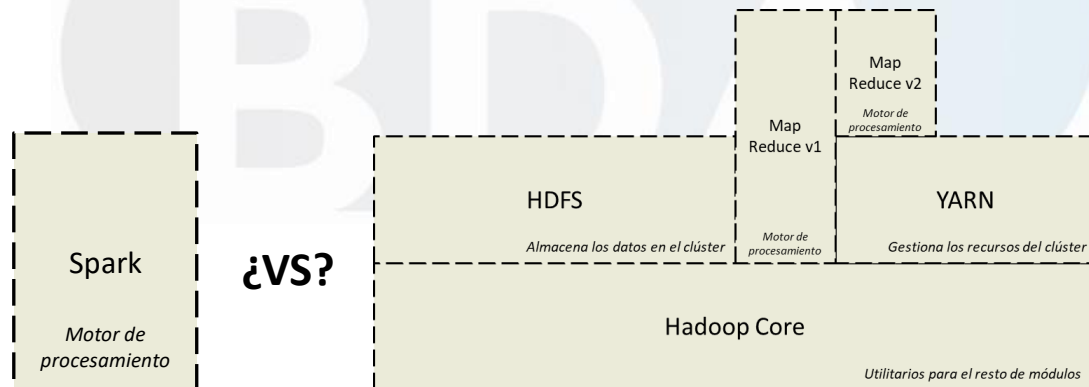 BDA
Spark
Motor de
procesamiento
¿VS?
HDFS
Almacena los datos en el clúster
Map
Reduce v1
Motor de
procesamiento
Map
Reduce v2
Motor de
procesamiento
YARN
Gestiona los recursos del clúster
Hadoop Core
Utilitarios para el resto de módulos